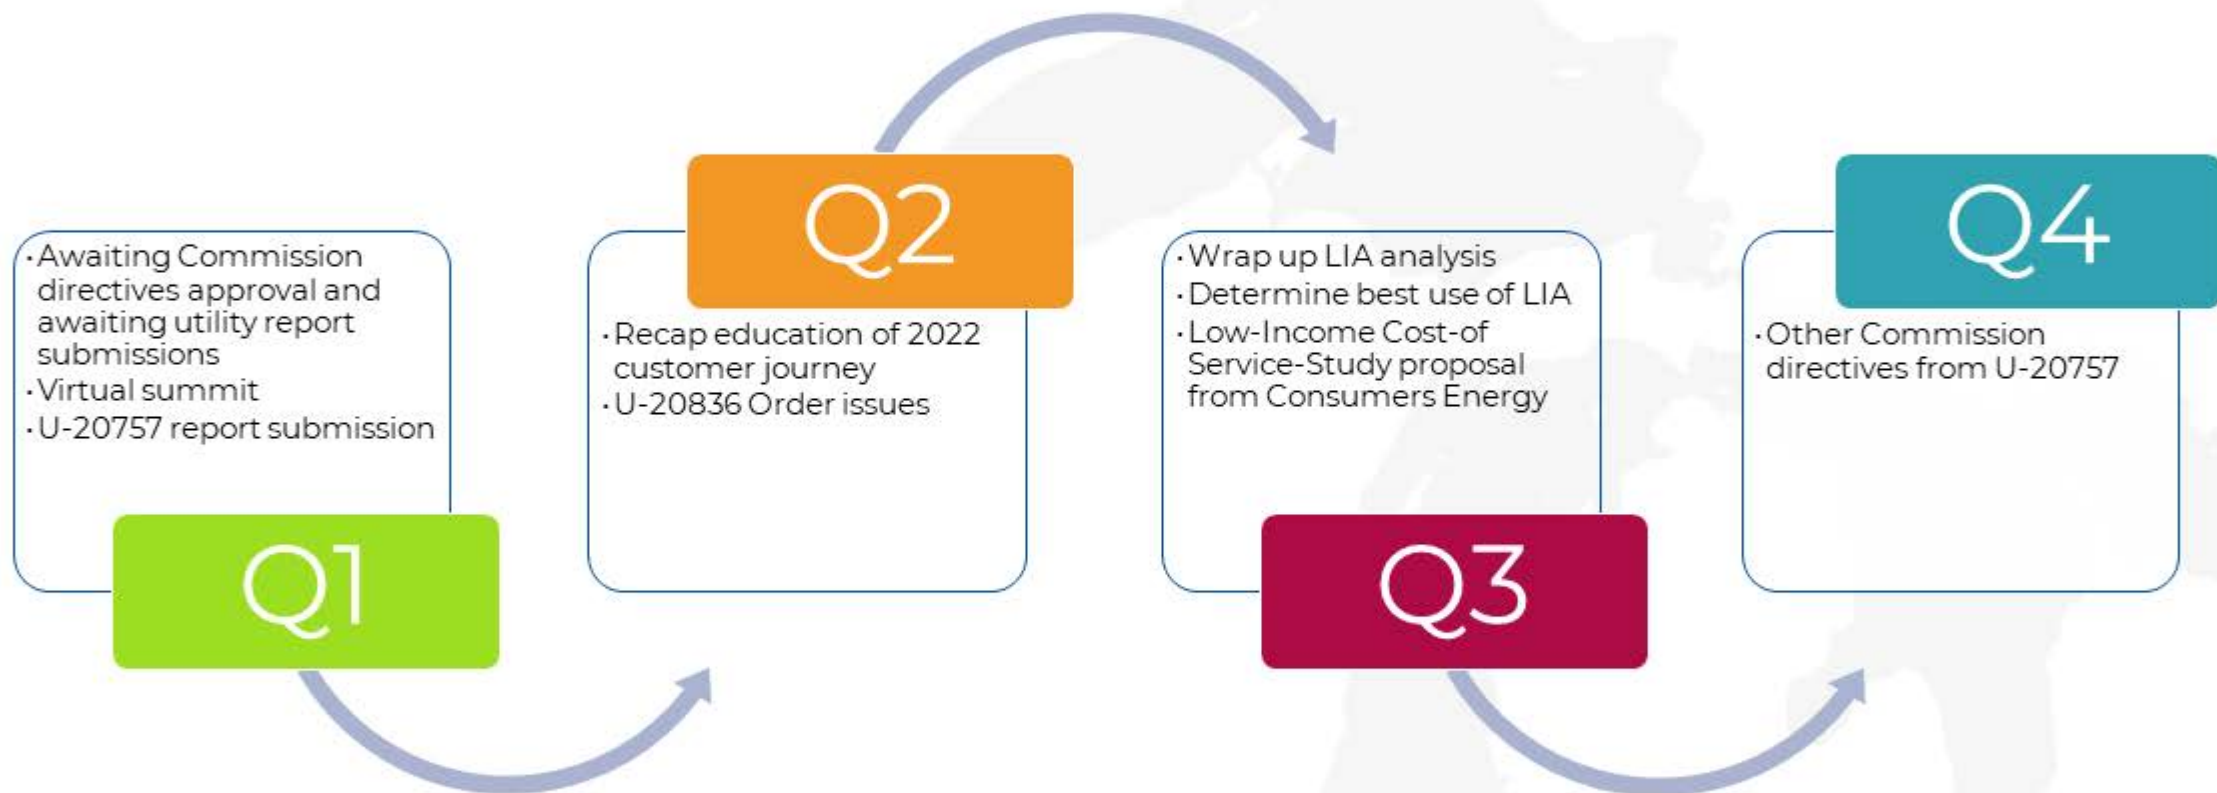 ·Awaiting Commission
directives approval and
awaiting utility report
submissions
·Virtual summit
·U-20757 report submission
Q1
Q2
·Recap education of 2022
customer journey
·U-20836 Order issues
·Wrap up LIA analysis
·Determine best use of LIA
·Low-Income Cost-of
Service-Study proposal
from Consumers Energy
Q3
Q4
·Other Commission
directives from U-20757